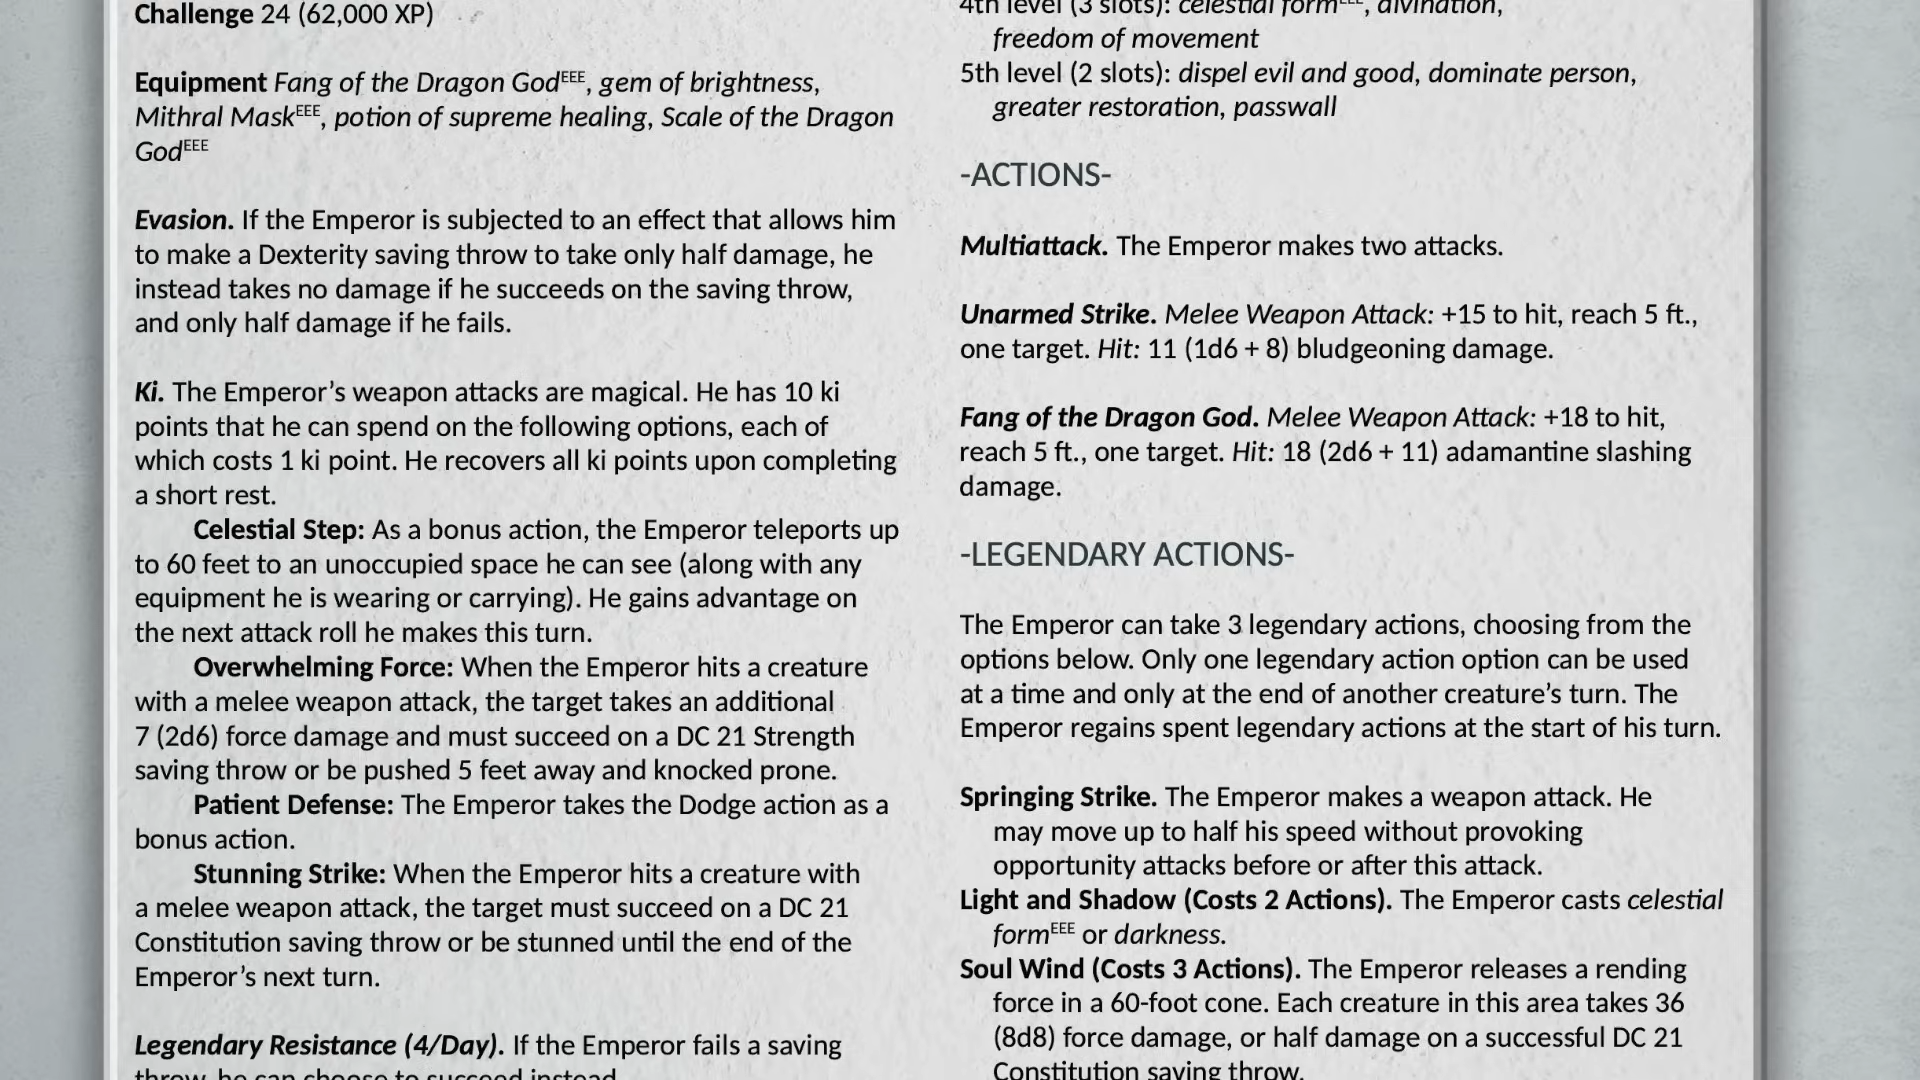 Challenge 24 (62,000 XP)
Equipment Fang of the Dragon GodEEE, gem of brightness,
Mithral MaskEEE, potion of supreme healing, Scale of the Dragon
GodEEE
Evasion. If the Emperor is subjected to an effect that allows him
to make a Dexterity saving throw to take only half damage, he
instead takes no damage if he succeeds on the saving throw,
and only half damage if he fails.
Ki. The Emperor’s weapon attacks are magical. He has 10 ki
points that he can spend on the following options, each of
which costs 1 ki point. He recovers all ki points upon completing
a short rest.
Celestial Step: As a bonus action, the Emperor teleports up
to 60 feet to an unoccupied space he can see (along with any
equipment he is wearing or carrying). He gains advantage on
the next attack roll he makes this turn.
Overwhelming Force: When the Emperor hits a creature
with a melee weapon attack, the target takes an additional
7 (2d6) force damage and must succeed on a DC 21 Strength
saving throw or be pushed 5 feet away and knocked prone.
Patient Defense: The Emperor takes the Dodge action as a
bonus action.
Stunning Strike: When the Emperor hits a creature with
a melee weapon attack, the target must succeed on a DC 21
Constitution saving throw or be stunned until the end of the
Emperor’s next turn.
Legendary Resistance (4/Day). If the Emperor fails a saving
throw, he can choose to succeed instead.
4th level (3 slots): celestial formEEE, divination,
freedom of movement
5th level (2 slots): dispel evil and good, dominate person,
greater restoration, passwall
-ACTIONS-
Multiattack. The Emperor makes two attacks.
Unarmed Strike. Melee Weapon Attack: +15 to hit, reach 5 ft.,
one target. Hit: 11 (1d6 + 8) bludgeoning damage.
Fang of the Dragon God. Melee Weapon Attack: +18 to hit,
reach 5 ft., one target. Hit: 18 (2d6 + 11) adamantine slashing
damage.
-LEGENDARY ACTIONS-
The Emperor can take 3 legendary actions, choosing from the
options below. Only one legendary action option can be used
at a time and only at the end of another creature’s turn. The
Emperor regains spent legendary actions at the start of his turn.
Springing Strike. The Emperor makes a weapon attack. He
may move up to half his speed without provoking
opportunity attacks before or after this attack.
Light and Shadow (Costs 2 Actions). The Emperor casts celestial
formEEE or darkness.
Soul Wind (Costs 3 Actions). The Emperor releases a rending
force in a 60-foot cone. Each creature in this area takes 36
(8d8) force damage, or half damage on a successful DC 21
Constitution saving throw.